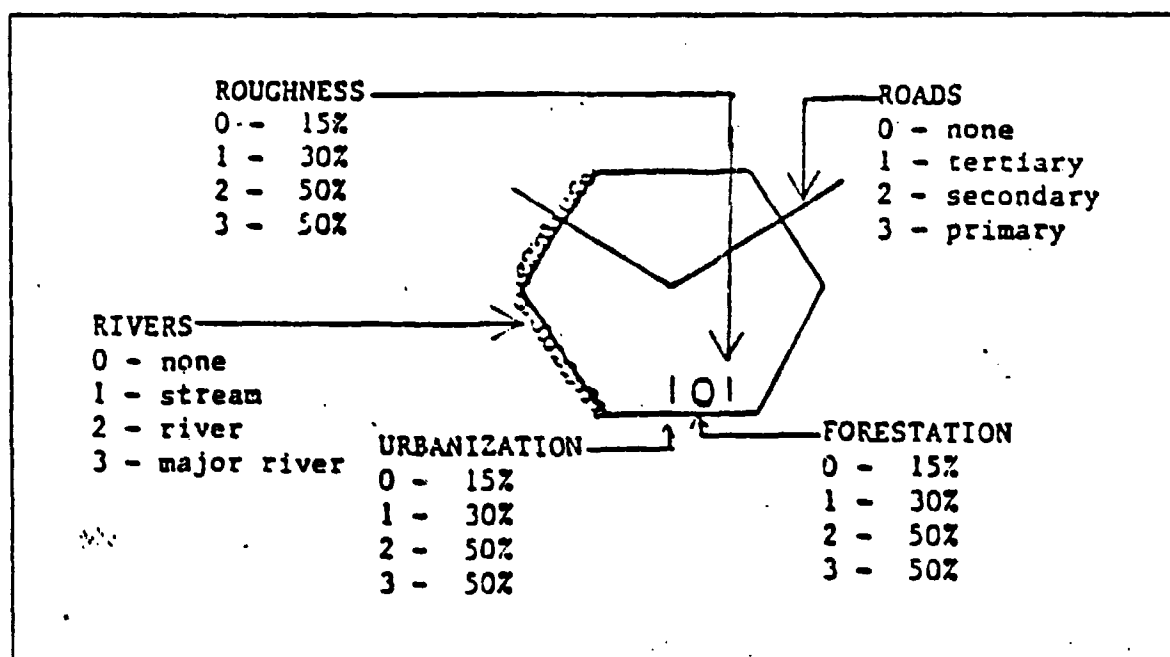 ROUGHNESS
0 - 15%
1 - 30%
2 - 50%
3 - 50%
ROADS
0 - none
1 - tertiary
2 - secondary
3 - primary
RIVERS
0 - none
1 - stream
2 - river
3 - major river
101
URBANIZATION
0 - 15%
1 - 30%
2 - 50%
3 - 50%
FORESTATION
0 - 15%
1 - 30%
2 - 50%
3 - 50%